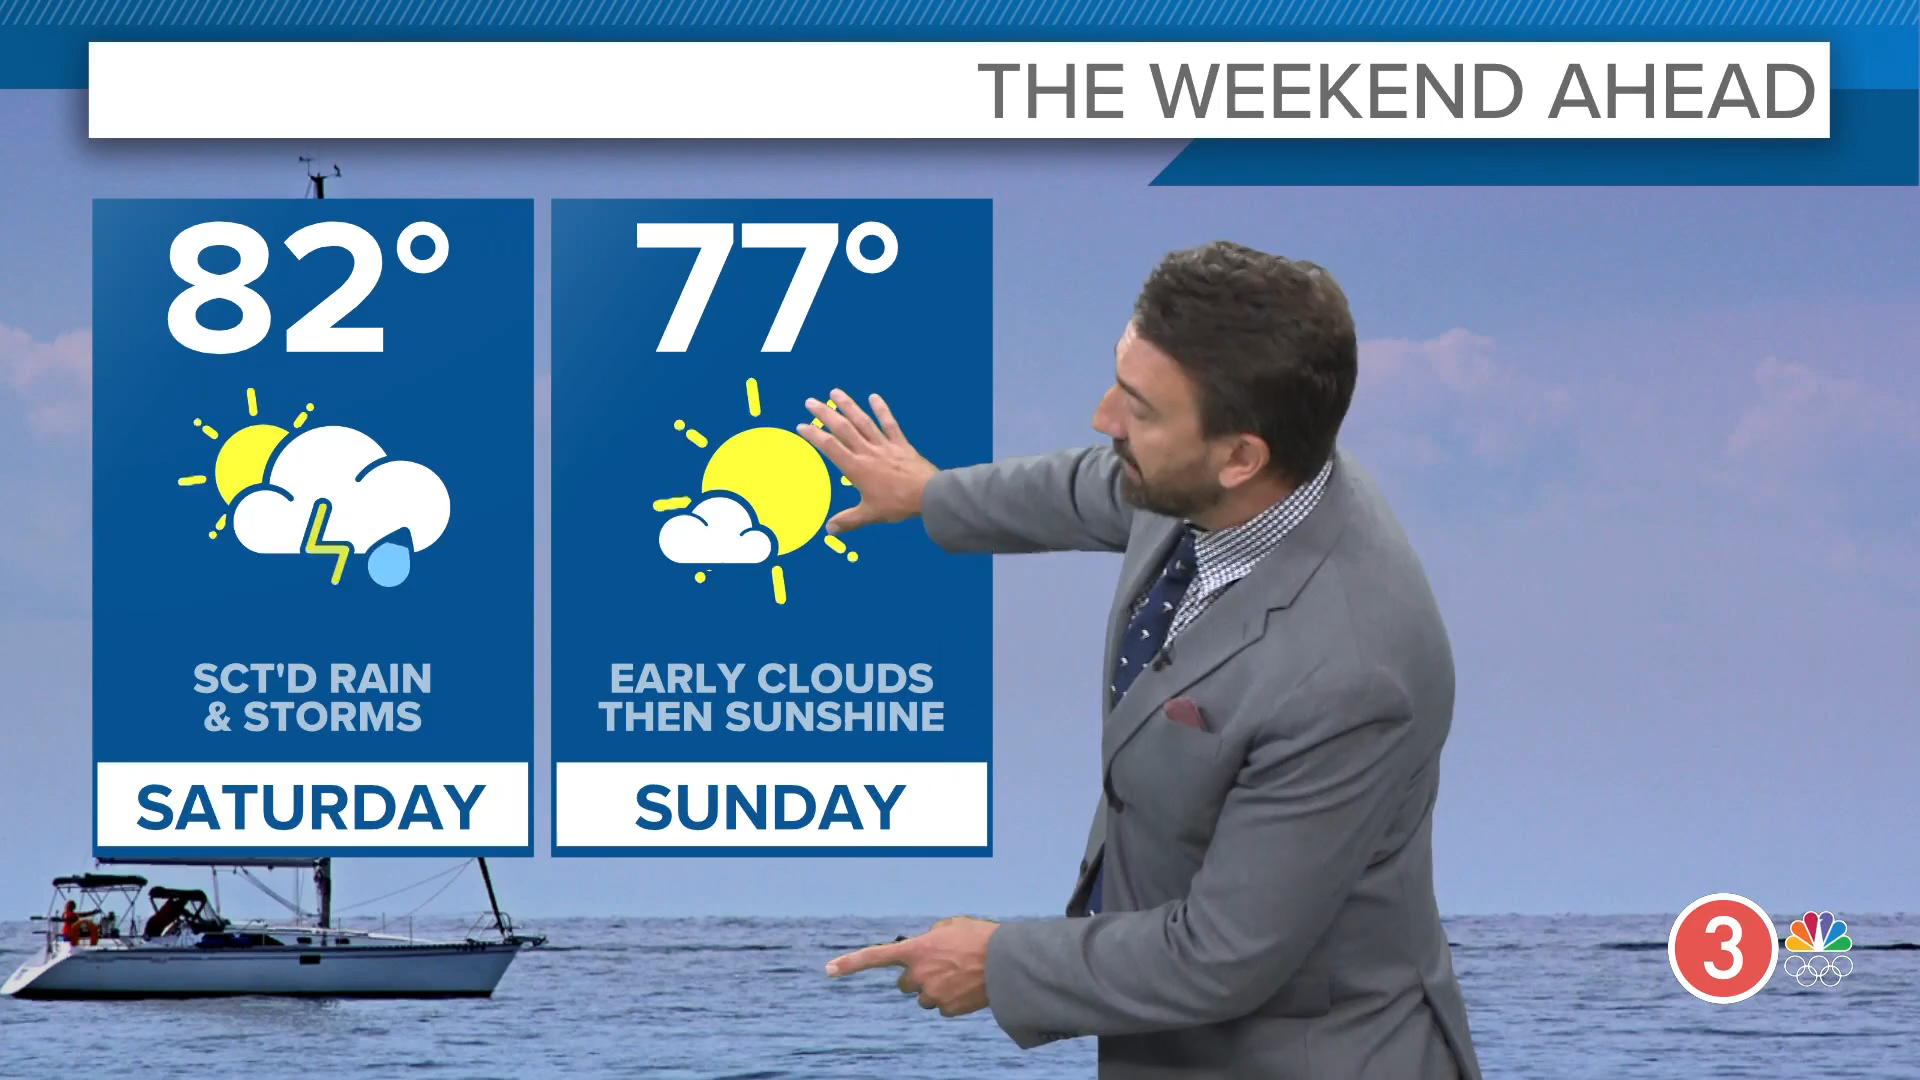 THE WEEKEND AHEAD
82°
SCT'D RAIN
& STORMS
SATURDAY
77°
EARLY CLOUDS
THEN SUNSHINE
SUNDAY
3